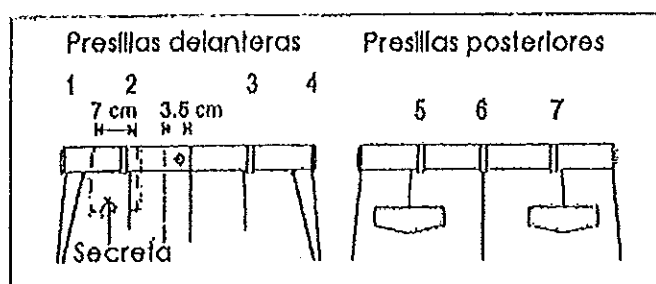 Presillas delanteras
Presillas posteriores
1 2 3 4
7 cm 3.5 cm
5 6 7
Secreta